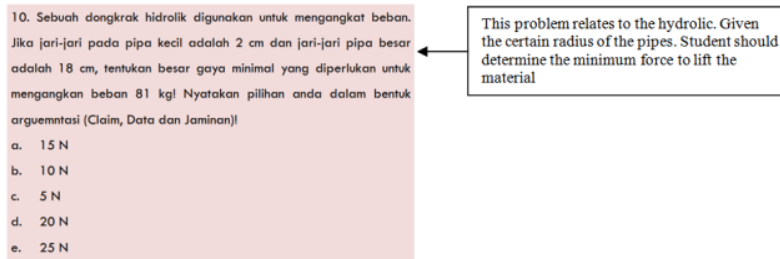 10. Sebuah dongkrak hidrolik digunakan untuk mengangkat beban.
Jika jari-jari pada pipa kecil adalah 2 cm dan jari-jari pipa besar
adalah 18 cm, tentukan besar gaya minimal yang diperlukan untuk
mengangkan beban 81 kg! Nyatakan pilihan anda dalam bentuk
arguemntasi (Claim, Data dan Jaminan)!
a. 15 N
b. 10 N
c. 5 N
d. 20 N
e. 25 N
This problem relates to the hydrolic. Given
the certain radius of the pipes. Student should
determine the minimum force to lift the
material